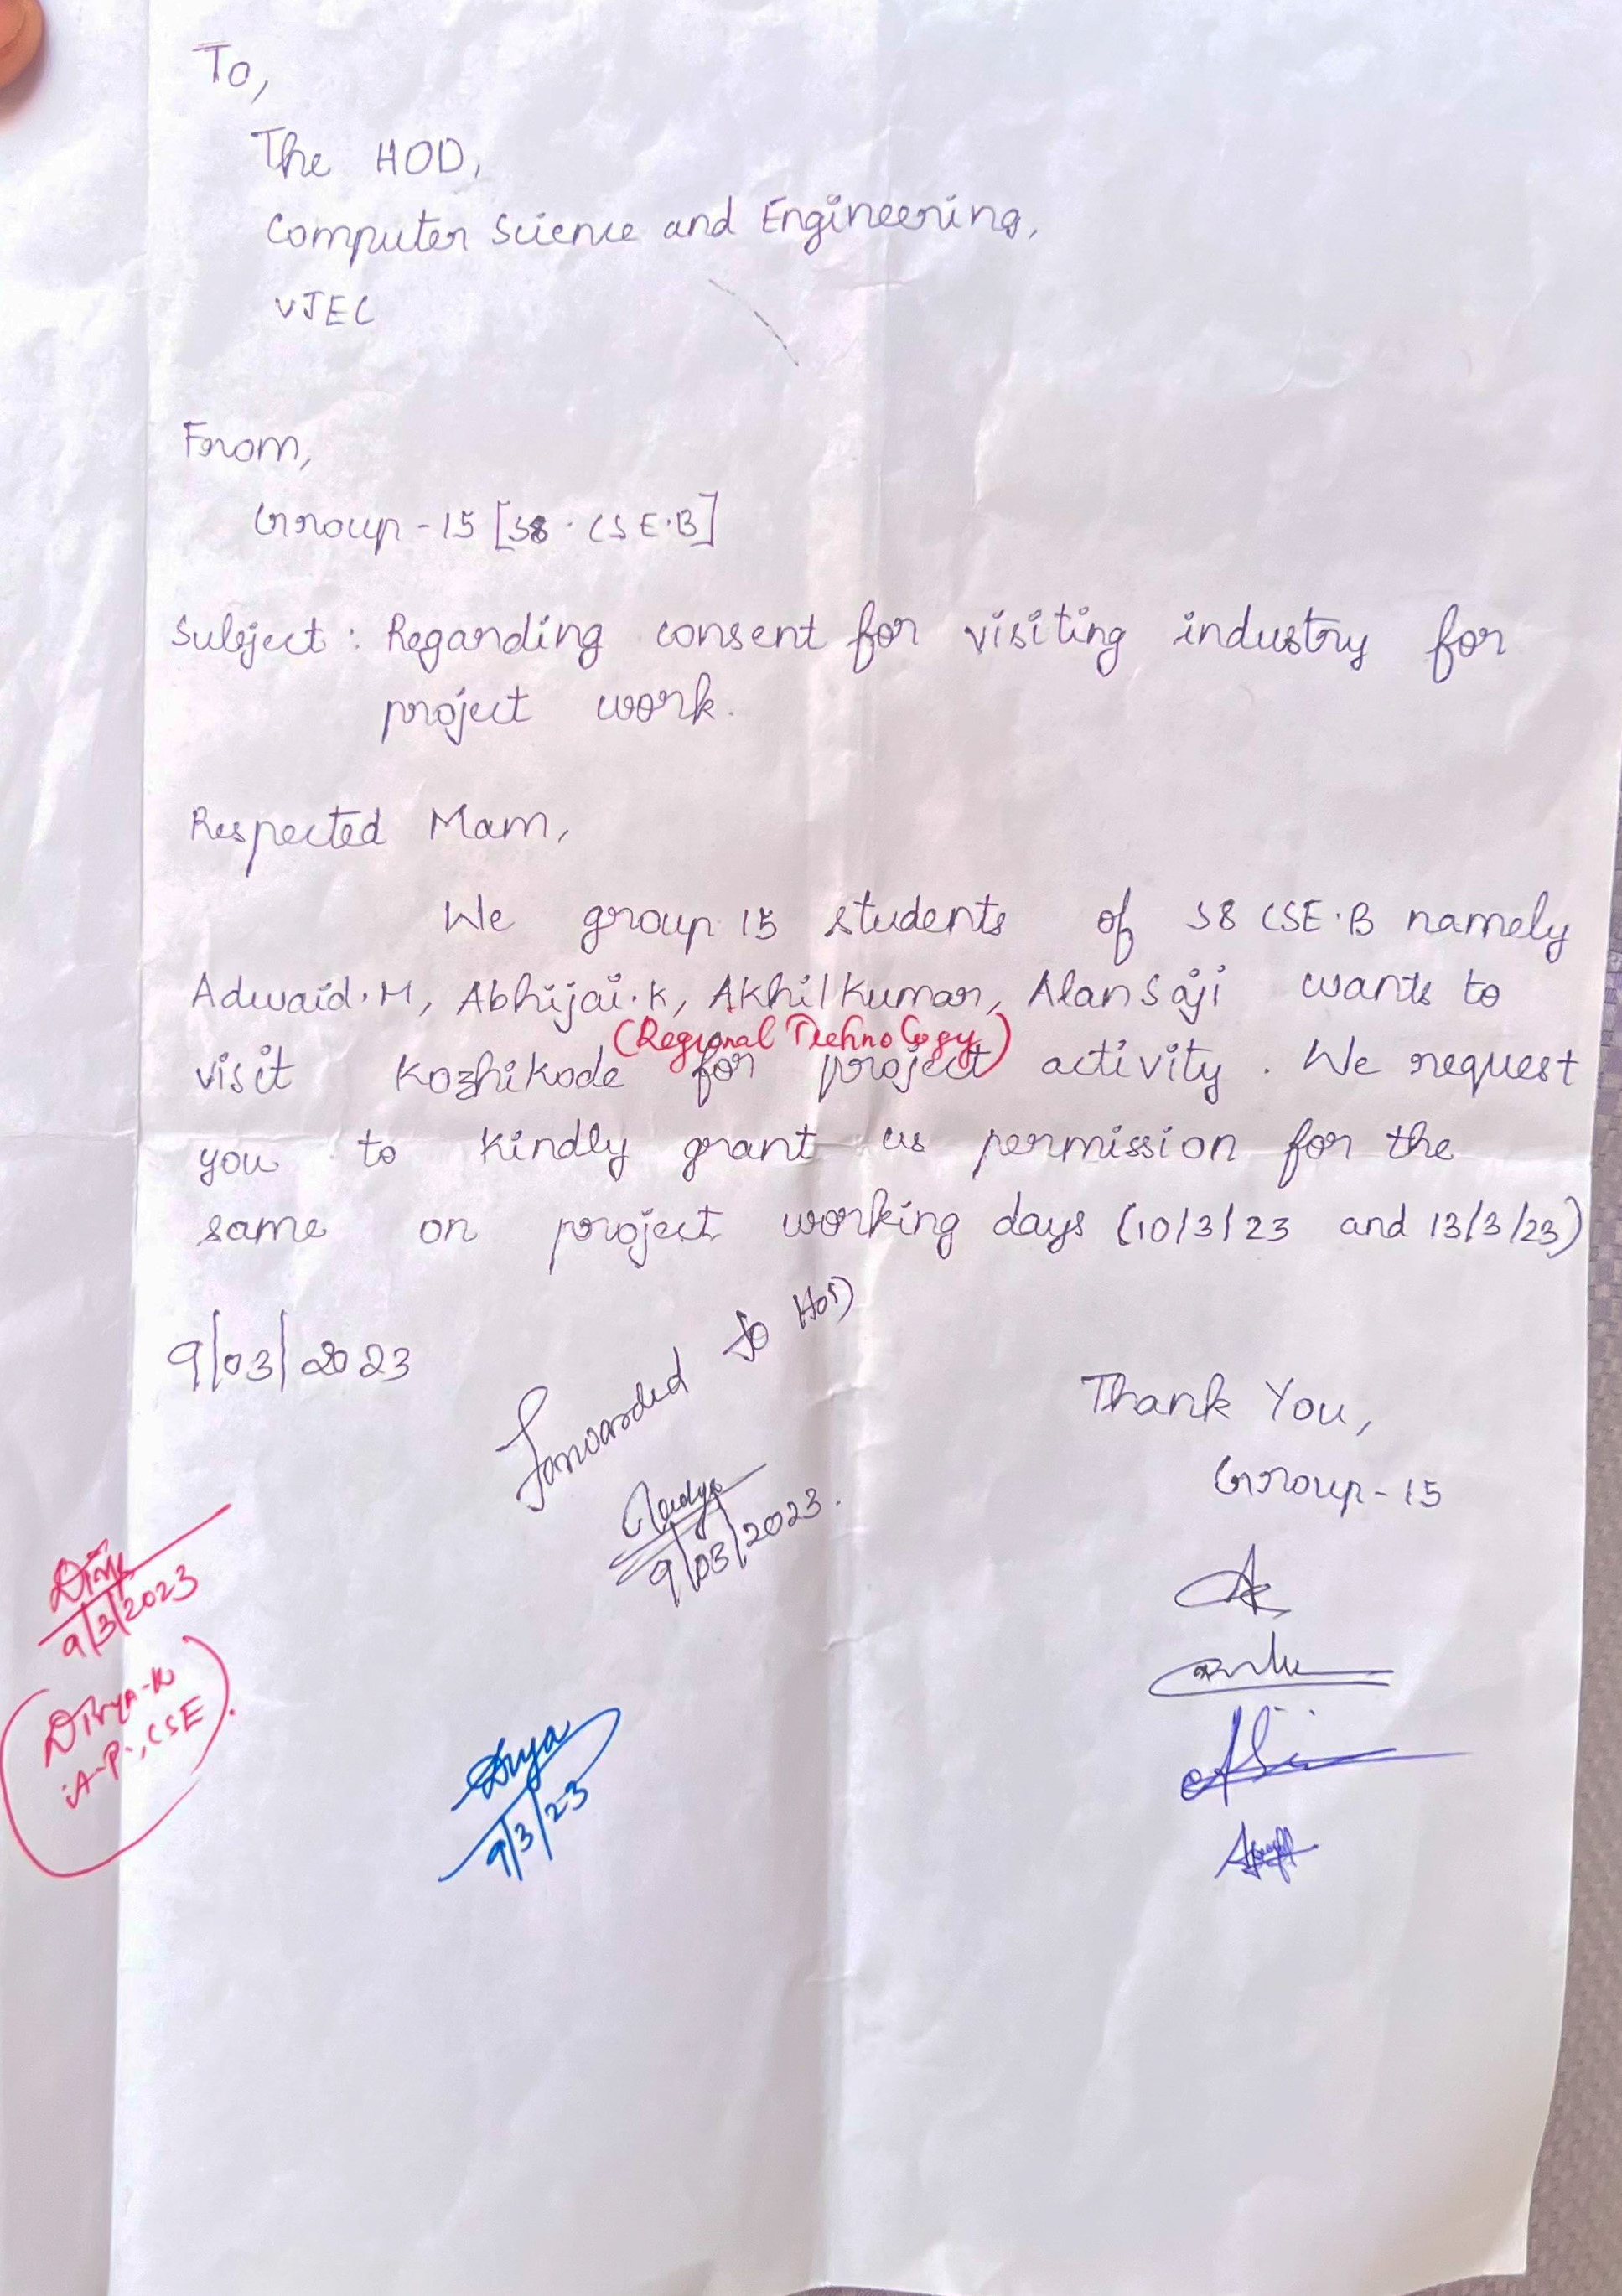 To,
The HOD,
Computer Science and Engineering,
VJEC
From,
Group - 15 [S8 · CSE·B]
Subject : Regarding consent for visiting industry for
project work.
Respected Mam,
We group 15 students of S8 CSE·B namely
Adwaid.M, Abhijai.K, Akhil Kumar, Alan Saji wants to
(Regional Technology)
visit Kozhikode for project activity. We request
you to kindly grant us permission for the
same on project working days (10/3/23 and 13/3/23)
9/03/2023
Forwarded to HOD
9/03/2023.
Thank You,
Group-15
9/3/2023
Divya-K
A-P, CSE
9/3/23